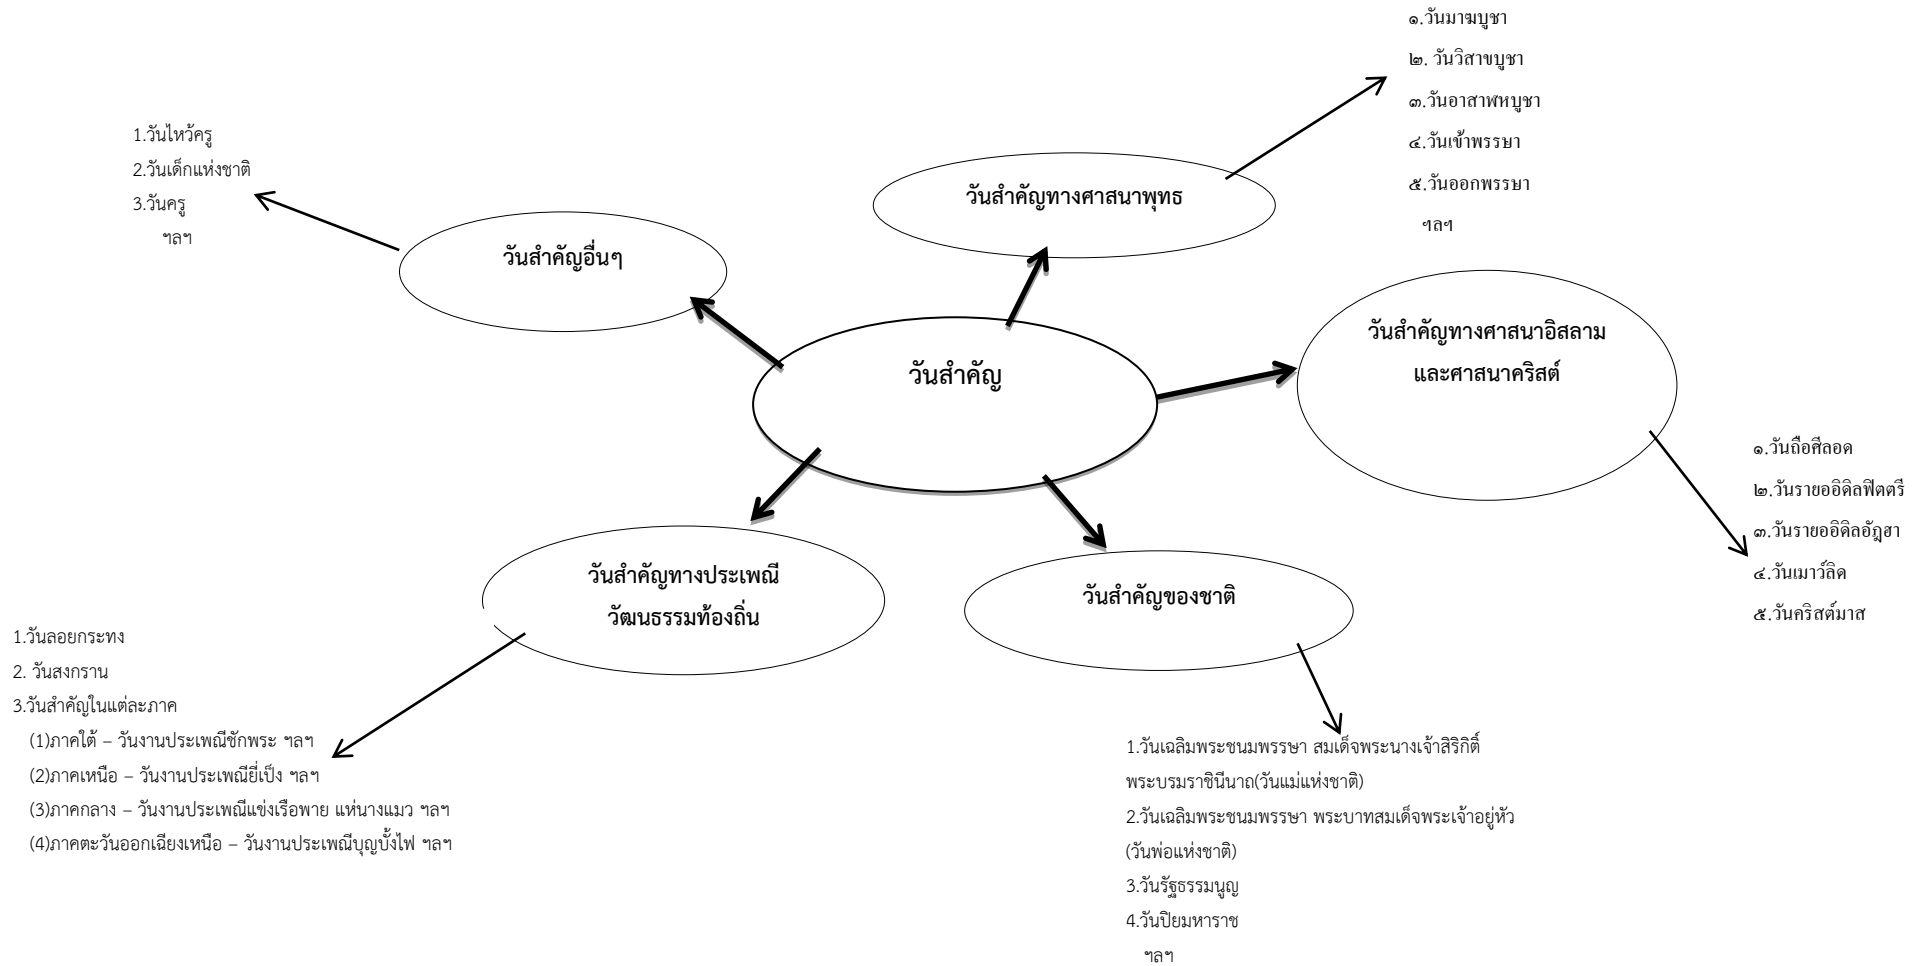 วันสำคัญ
วันสำคัญทางศาสนาพุทธ
๑.วันมาฆบูชา
๒. วันวิสาขบูชา
๓.วันอาสาฬหบูชา
๔.วันเข้าพรรษา
๕.วันออกพรรษา
ฯลฯ
วันสำคัญทางศาสนาอิสลาม
และศาสนาคริสต์
๑.วันถือศีลอด
๒.วันรายออิดิลฟิตตรี
๓.วันรายออิดิลอัฎฮา
๔.วันเมาว์ลิด
๕.วันคริสต์มาส
วันสำคัญของชาติ
1.วันเฉลิมพระชนมพรรษา สมเด็จพระนางเจ้าสิริกิติ์
พระบรมราชินีนาถ(วันแม่แห่งชาติ)
2.วันเฉลิมพระชนมพรรษา พระบาทสมเด็จพระเจ้าอยู่หัว
(วันพ่อแห่งชาติ)
3.วันรัฐธรรมนูญ
4.วันปิยมหาราช
ฯลฯ
วันสำคัญทางประเพณี
วัฒนธรรมท้องถิ่น
1.วันลอยกระทง
2. วันสงกราน
3.วันสำคัญในแต่ละภาค
(1)ภาคใต้ – วันงานประเพณีชักพระ ฯลฯ
(2)ภาคเหนือ – วันงานประเพณียี่เป็ง ฯลฯ
(3)ภาคกลาง – วันงานประเพณีแข่งเรือพาย แห่นางแมว ฯลฯ
(4)ภาคตะวันออกเฉียงเหนือ – วันงานประเพณีบุญบั้งไฟ ฯลฯ
วันสำคัญอื่นๆ
1.วันไหว้ครู
2.วันเด็กแห่งชาติ
3.วันครู
ฯลฯ